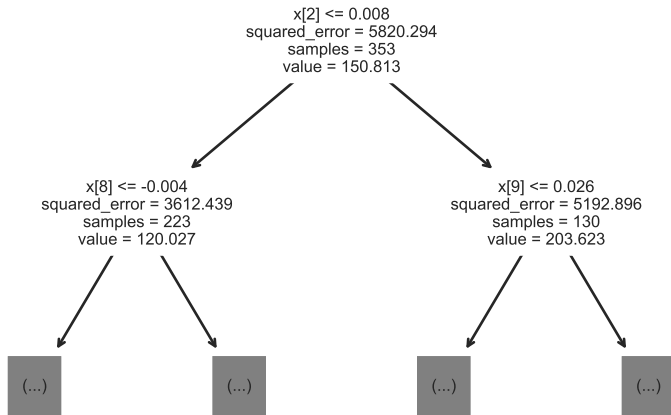 x[2] <= 0.008
squared_error = 5820.294
samples = 353
value = 150.813
x[8] <= -0.004
squared_error = 3612.439
samples = 223
value = 120.027
x[9] <= 0.026
squared_error = 5192.896
samples = 130
value = 203.623
(...)
(...)
(...)
(...)